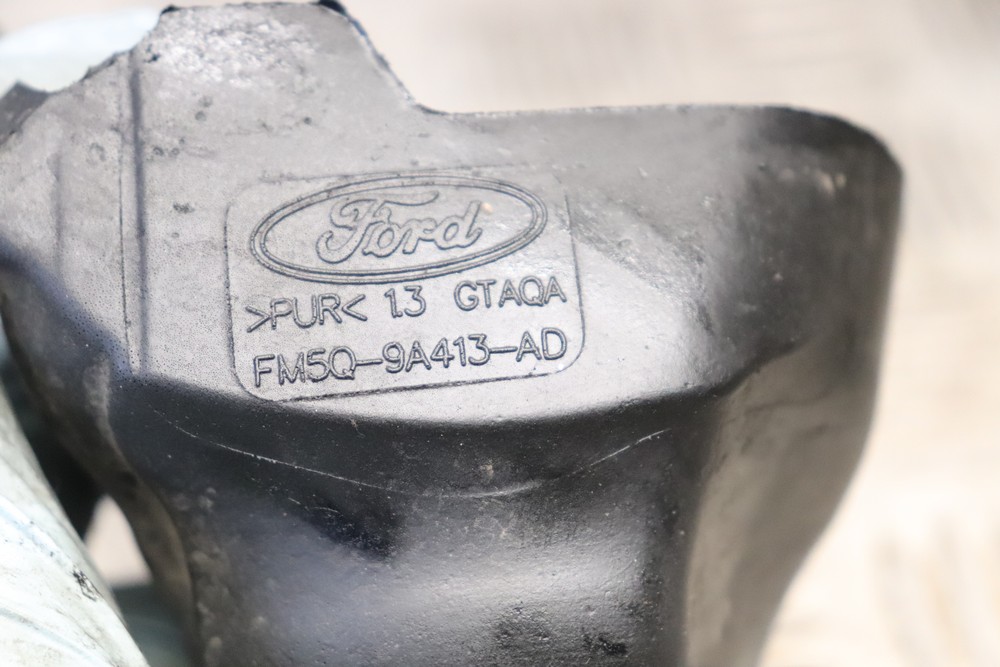 Ford
>PUR< 1.3 GTAQA
FM5Q-9A413-AD